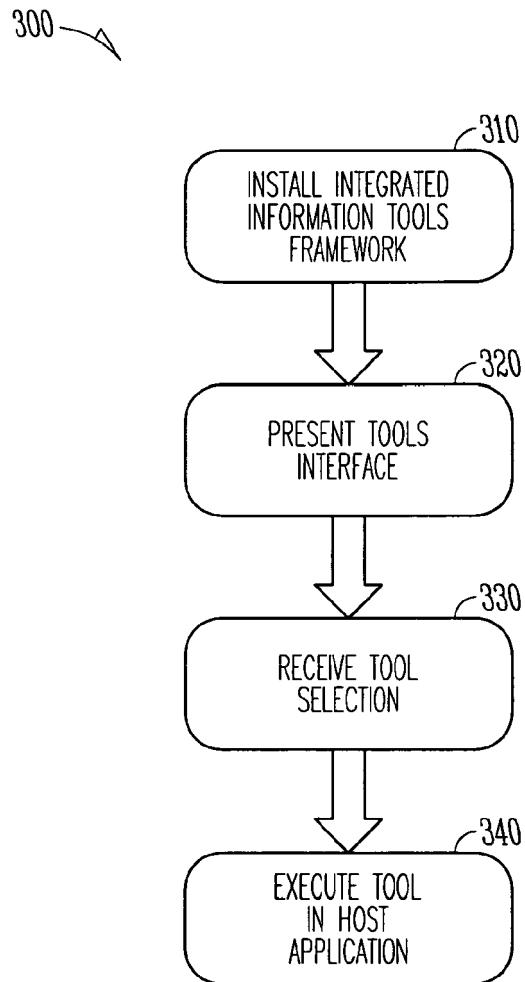 300
310
INSTALL INTEGRATED
INFORMATION TOOLS
FRAMEWORK
320
PRESENT TOOLS
INTERFACE
330
RECEIVE TOOL
SELECTION
340
EXECUTE TOOL
IN HOST
APPLICATION